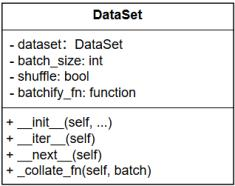 DataSet
- dataset：DataSet
- batch_size: int
- shuffle: bool
- batchify_fn: function
+ __init__(self, ...)
+ __iter__(self)
+ __next__(self)
+ _collate_fn(self, batch)